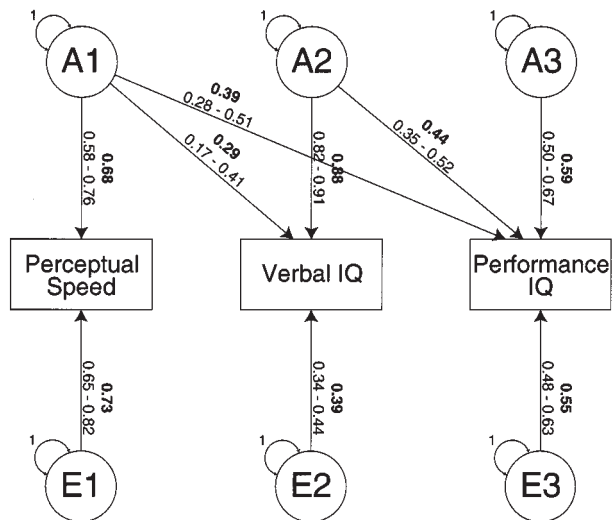 1
1
1
A1
A2
A3
0.39
0.28 - 0.51
0.44
0.35 - 0.52
0.29
0.17 - 0.41
0.68
0.58 - 0.76
0.88
0.82 - 0.91
0.59
0.50 - 0.67
Perceptual
Speed
Verbal IQ
Performance
IQ
0.73
0.65 - 0.82
0.39
0.34 - 0.44
0.55
0.48 - 0.63
1
1
1
E1
E2
E3